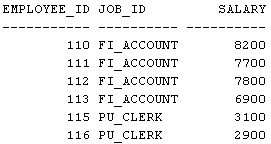 EMPLOYEE_ID JOB_ID         SALARY
----------- ---------- ----------
        110 FI_ACCOUNT       8200
        111 FI_ACCOUNT       7700
        112 FI_ACCOUNT       7800
        113 FI_ACCOUNT       6900
        115 PU_CLERK         3100
        116 PU_CLERK         2900